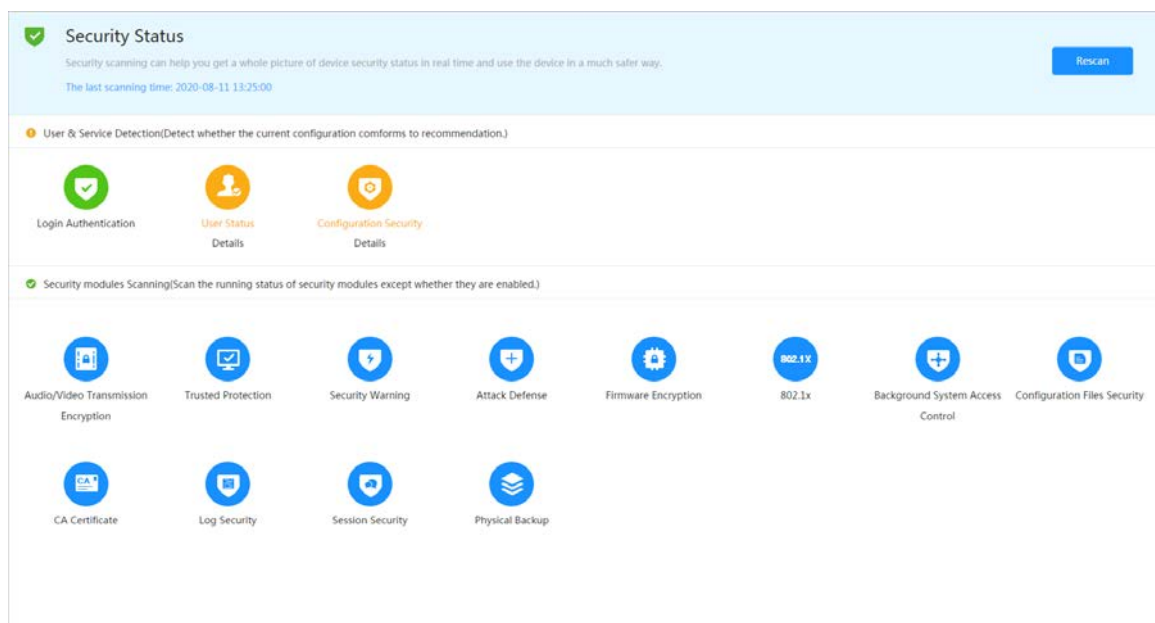 Security Status
Security scanning can help you get a whole picture of device security status in real time and use the device in a much safer way.
Rescan
The last scanning time: 2020-08-11 13:25:00
User & Service Detection(Detect whether the current configuration comforms to recommendation.)
Login Authentication
User Status
Details
Configuration Security
Details
Security modules Scanning(Scan the running status of security modules except whether they are enabled.)
Audio/Video Transmission
Encryption
Trusted Protection
Security Warning
Attack Defense
Firmware Encryption
802.1X
802.1x
Background System Access
Control
Configuration Files Security
CA
CA Certificate
Log Security
Session Security
Physical Backup